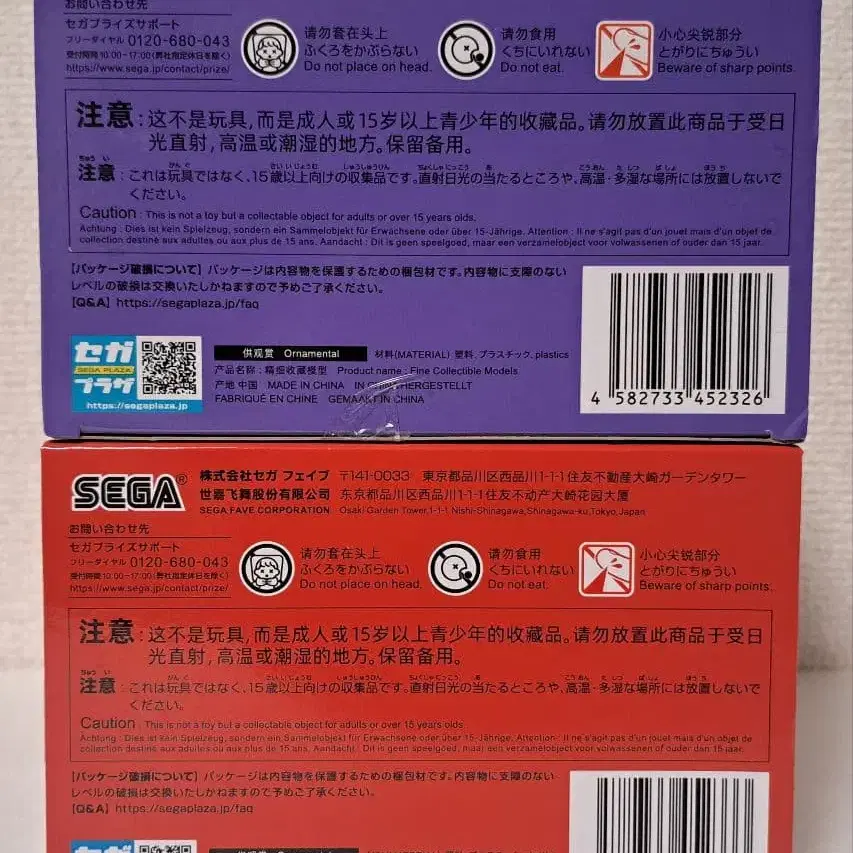 お問い合わせ先
セガプライズサポート
フリーダイヤル 0120-680-043
受付時間 10:00~17:00(弊社指定休日を除く)
https://www.sega.jp/contact/prize/
请勿套在头上
ふくろをかぶらない
Do not place on head.
请勿食用
くちにいれない
Do not eat.
小心尖锐部分
とがりにちゅうい
Beware of sharp points.
注意:这不是玩具,而是成人或15岁以上青少年的收藏品。请勿放置此商品于受日
光直射,高温或潮湿的地方。保留备用。
注意:これは玩具ではなく、15歳以上向けの収集品です。直射日光の当たるところや、高温・多湿な場所には放置しないで
ください。
Caution : This is not a toy but a collectable object for adults or over 15 years olds.
Achtung : Dies ist kein Spielzeug, sondern ein Sammelobjekt für Erwachsene oder über 15-Jährige. Attention : Il ne s'agit pas d'un jouet mais d'un objet de
collection destiné aux adultes ou aux plus de 15 ans. Aandacht : Dit is geen speelgoed, maar een verzamelobject voor volwassenen of ouder dan 15 jaar.
【パッケージ破損について】パッケージは内容物を保護するための梱包材です。内容物に支障のない
レベルの破損は交換いたしかねますので予めご了承ください。
【Q&A】https://segaplaza.jp/faq
セガ
SEGA PLAZA
プラザ
https://segaplaza.jp
供观赏 Ornamental 材料(MATERIAL) 塑料、プラスチック、plastics
产品名称:精细收藏模型 Product name : Fine Collectible Models
产地 中国 MADE IN CHINA IN CHINA HERGESTELLT
FABRIQUÉ EN CHINE GEMAAKT IN CHINA
4 582733 452326
SEGA®
株式会社セガ フェイブ 〒141-0033 東京都品川区西品川1-1-1住友不動産大崎ガーデンタワー
世嘉飞舞股份有限公司 东京都品川区西品川1-1-1住友不动产大崎花园大厦
SEGA FAVE CORPORATION Osaki Garden Tower,1-1-1, Nishi-Shinagawa,Shinagawa-ku,Tokyo,Japan
お問い合わせ先
セガプライズサポート
フリーダイヤル 0120-680-043
受付時間 10:00~17:00(弊社指定休日を除く)
https://www.sega.jp/contact/prize/
请勿套在头上
ふくろをかぶらない
Do not place on head.
请勿食用
くちにいれない
Do not eat.
小心尖锐部分
とがりにちゅうい
Beware of sharp points.
注意:这不是玩具,而是成人或15岁以上青少年的收藏品。请勿放置此商品于受日
光直射,高温或潮湿的地方。保留备用。
注意:これは玩具ではなく、15歳以上向けの収集品です。直射日光の当たるところや、高温・多湿な場所には放置しないで
ください。
Caution : This is not a toy but a collectable object for adults or over 15 years olds.
Achtung : Dies ist kein Spielzeug, sondern ein Sammelobjekt für Erwachsene oder über 15-Jährige. Attention : Il ne s'agit pas d'un jouet mais d'un objet de
collection destiné aux adultes ou aux plus de 15 ans. Aandacht : Dit is geen speelgoed, maar een verzamelobject voor volwassenen of ouder dan 15 jaar.
【パッケージ破損について】パッケージは内容物を保護するための梱包材です。内容物に支障のない
レベルの破損は交換いたしかねますので予めご了承ください。
【Q&A】https://segaplaza.jp/faq
セガ